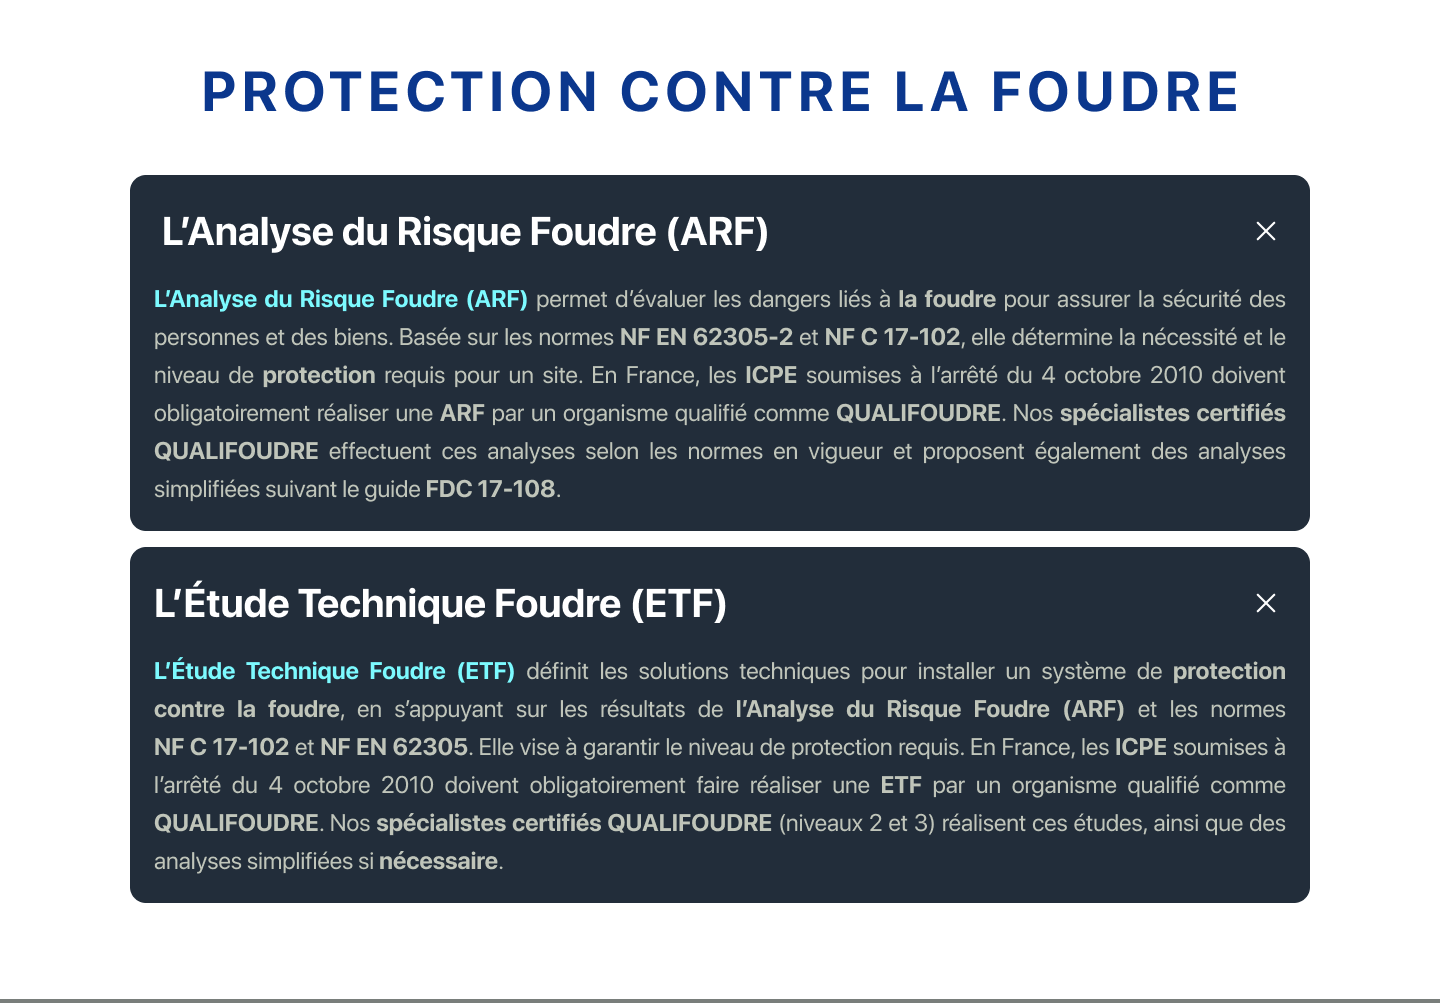 PROTECTION CONTRE LA FOUDRE
L’Analyse du Risque Foudre (ARF)
L’Analyse du Risque Foudre (ARF) permet d’évaluer les dangers liés à la foudre pour assurer la sécurité des
personnes et des biens. Basée sur les normes NF EN 62305-2 et NF C 17-102, elle détermine la nécessité et le
niveau de protection requis pour un site. En France, les ICPE soumises à l’arrêté du 4 octobre 2010 doivent
obligatoirement réaliser une ARF par un organisme qualifié comme QUALIFOUDRE. Nos spécialistes certifiés
QUALIFOUDRE effectuent ces analyses selon les normes en vigueur et proposent également des analyses
simplifiées suivant le guide FDC 17-108.
L’Étude Technique Foudre (ETF)
L’Étude Technique Foudre (ETF) définit les solutions techniques pour installer un système de protection
contre la foudre, en s’appuyant sur les résultats de l’Analyse du Risque Foudre (ARF) et les normes
NF C 17-102 et NF EN 62305. Elle vise à garantir le niveau de protection requis. En France, les ICPE soumises à
l’arrêté du 4 octobre 2010 doivent obligatoirement faire réaliser une ETF par un organisme qualifié comme
QUALIFOUDRE. Nos spécialistes certifiés QUALIFOUDRE (niveaux 2 et 3) réalisent ces études, ainsi que des
analyses simplifiées si nécessaire.